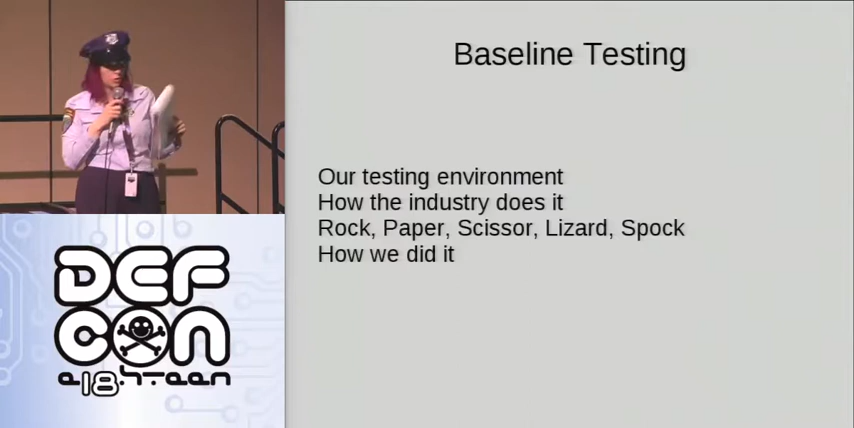 Baseline Testing
Our testing environment
How the industry does it
Rock, Paper, Scissor, Lizard, Spock
How we did it
DEF
CON
e18hteen